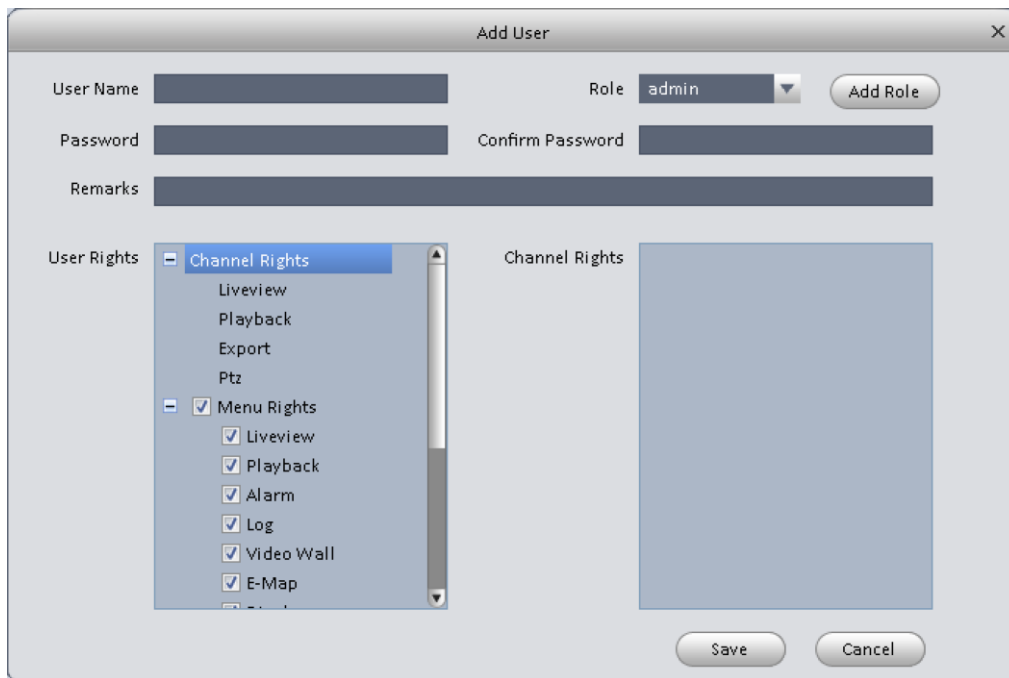 Add User
User Name
Role admin Add Role
Password
Confirm Password
Remarks
User Rights
Channel Rights
Liveview
Playback
Export
Ptz
Menu Rights
Liveview
Playback
Alarm
Log
Video Wall
E-Map
Channel Rights
Save
Cancel